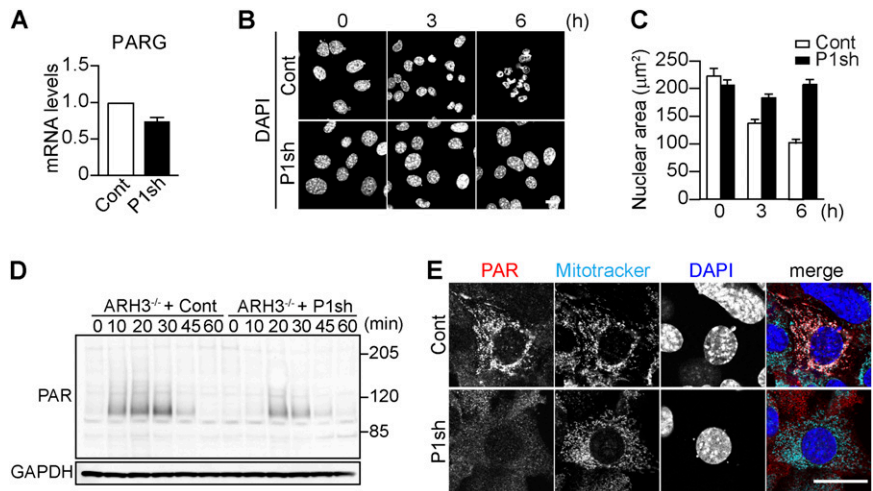 A
PARG
mRNA levels
1.0
0.5
0
Cont
P1sh
B
0 3 6 (h)
DAPI
Cont
P1sh
C
Cont
P1sh
Nuclear area (μm²)
250
200
150
100
50
0
0 3 6 (h)
D
ARH3⁻/⁻ + Cont ARH3⁻/⁻ + P1sh
0 10 20 30 45 60 0 10 20 30 45 60 (min)
PAR
205
120
85
GAPDH
E
PAR Mitotracker DAPI merge
Cont
P1sh